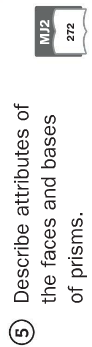 5 Describe attributes of
the faces and bases
of prisms.
MJ2
272